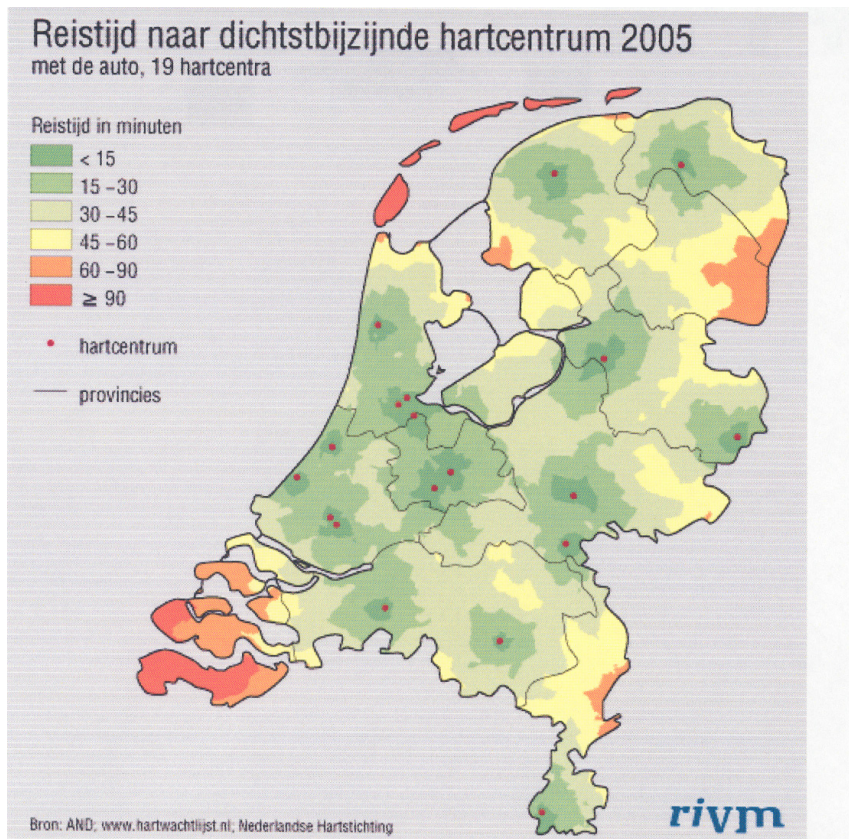 Reistijd naar dichtstbijzijnde hartcentrum 2005
met de auto, 19 hartcentra
Reistijd in minuten
< 15
15 –30
30 –45
45 –60
60 –90
≥ 90
hartcentrum
provincies
Bron: AND; www.hartwachtlijst.nl; Nederlandse Hartstichting
rivm